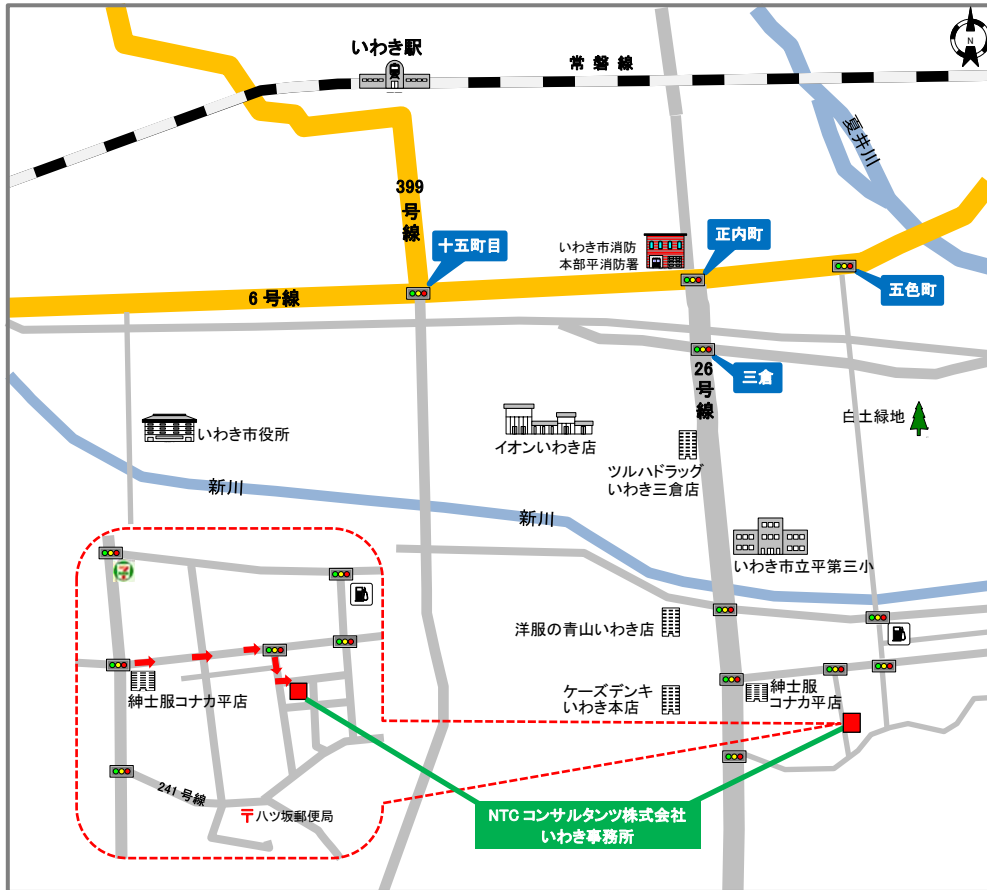 いわき駅
常磐線
N
夏井川
399
号
線
十五町目
いわき市消防
本部平消防署
正内町
五色町
6号線
三倉
26
号
線
いわき市役所
イオンいわき店
白土緑地
ツルハドラッグ
いわき三倉店
新川
新川
いわき市立平第三小
7
洋服の青山いわき店
紳士服コナカ平店
ケーズデンキ
いわき本店
紳士服
コナカ平店
241号線
〒八ツ坂郵便局
NTCコンサルタンツ株式会社
いわき事務所